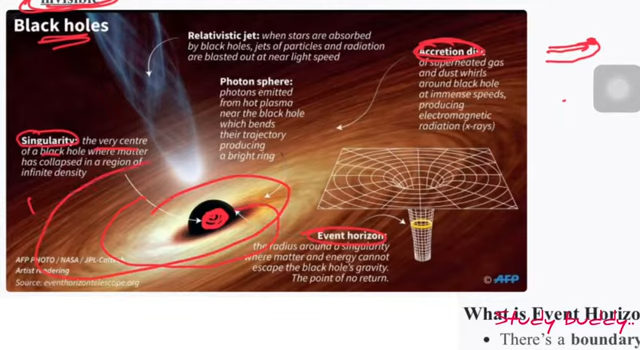 invisible
Black holes
Relativistic jet: when stars are absorbed
by black holes, jets of particles and radiation
are blasted out at near light speed
Accretion disc
of superheated gas
and dust whirls
around black hole
at immense speeds,
producing
electromagnetic
radiation (x-rays)
Photon sphere:
photons emitted
from hot plasma
near the black hole
which bends
their trajectory
producing
a bright ring
Singularity: the very centre
of a black hole where matter
has collapsed in a region of
infinite density
Event horizon:
the radius around a singularity
where matter and energy cannot
escape the black hole's gravity.
The point of no return.
AFP PHOTO / NASA / JPL-Caltech
Artist rendering
Source: eventhorizontelescope.org
© AFP
What is Event Horizo
Study Buzzy..
• There's a boundary